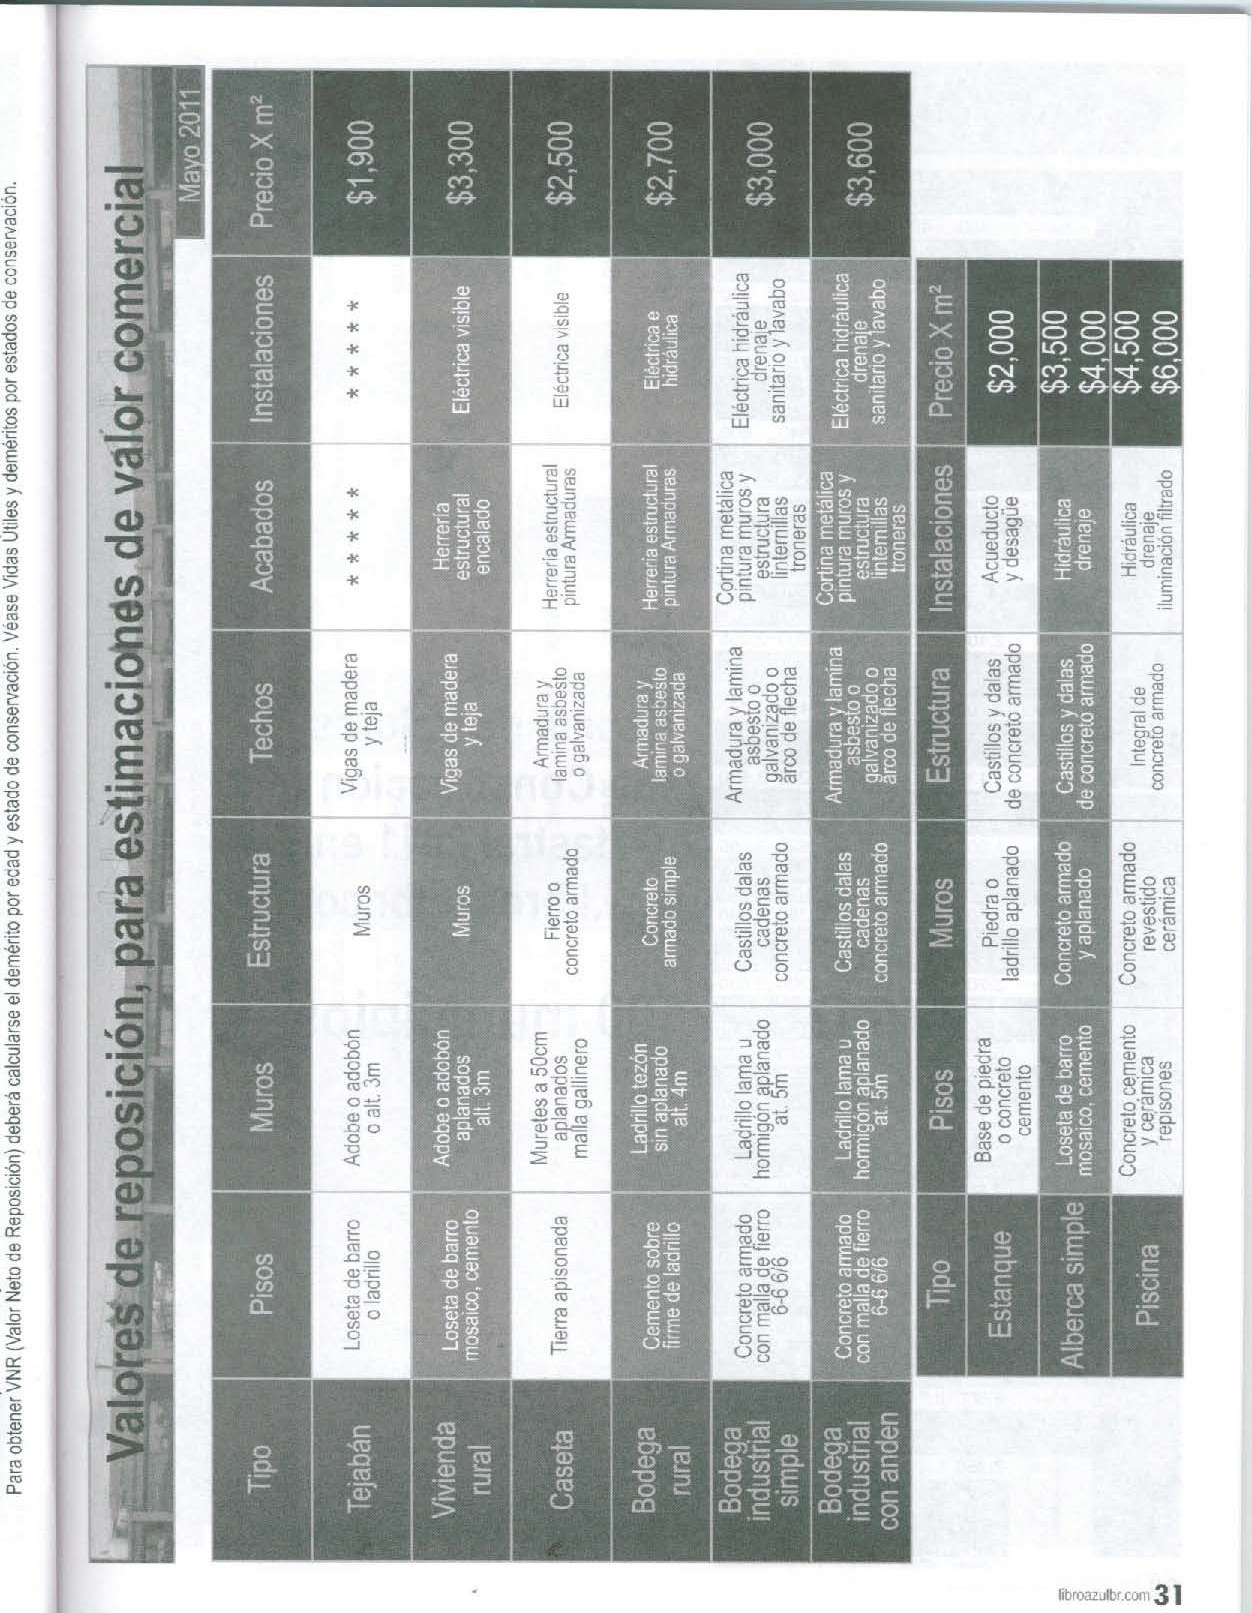 Para obtener VNR (Valor Neto de Reposición) deberá calcularse el demérito por edad y estado de conservación. Véase Vidas Útiles y deméritos por estados de conservación.
Valores de reposición, para estimaciones de valor comercial
Mayo 2011
Tipo
Pisos
Muros
Estructura
Techos
Acabados
Instalaciones
Precio X m²
Tejabán
Loseta de barro
o ladrillo
Adobe o adobón
o alt. 3m
Muros
Vigas de madera
y teja
* * * * * *
* * * * * *
$1,900
Vivienda
rural
Loseta de barro
mosaico, cemento
Adobe o adobón
aplanados
alt. 3m
Muros
Vigas de madera
y teja
Herrería
estructural
encalado
Eléctrica visible
$3,300
Caseta
Tierra apisonada
Muretes a 50cm
aplanados
malla gallinero
Fierro o
concreto armado
Armadura y
lamina asbesto
o galvanizada
Herrería estructural
pintura Armaduras
Eléctrica visible
$2,500
Bodega
rural
Cemento sobre
firme de ladrillo
Ladrillo tezón
sin aplanado
alt. 4m
Concreto
armado simple
Armadura y
lamina asbesto
o galvanizada
Herrería estructural
pintura Armaduras
Eléctrica e
hidráulica
$2,700
Bodega
industrial
simple
Concreto armado
con malla de fierro
6-6 6/6
Ladrillo lama u
hormigón aplanado
at. 5m
Castillos dalas
cadenas
concreto armado
Armadura y lamina
asbesto o
galvanizado o
arco de flecha
Cortina metálica
pintura muros y
estructura
linternillas
troneras
Eléctrica hidráulica
drenaje
sanitario y lavabo
$3,000
Bodega
industrial
con anden
Concreto armado
con malla de fierro
6-6 6/6
Ladrillo lama u
hormigón aplanado
at. 5m
Castillos dalas
cadenas
concreto armado
Armadura y lamina
asbesto o
galvanizado o
arco de flecha
Cortina metálica
pintura muros y
estructura
linternillas
troneras
Eléctrica hidráulica
drenaje
sanitario y lavabo
$3,600
Tipo
Pisos
Muros
Estructura
Instalaciones
Precio X m²
Estanque
Base de piedra
o concreto
cemento
Piedra o
ladrillo aplanado
Castillos y dalas
de concreto armado
Acueducto
y desagüe
$2,000
Alberca simple
Loseta de barro
mosaico, cemento
Concreto armado
y aplanado
Castillos y dalas
de concreto armado
Hidráulica
drenaje
$3,500
$4,000
Piscina
Concreto, cemento
y cerámica
repisones
Concreto armado
revestido
cerámica
Integral de
concreto armado
Hidráulica
drenaje
iluminación filtrado
$4,500
$6,000
libroazulbr.com 31